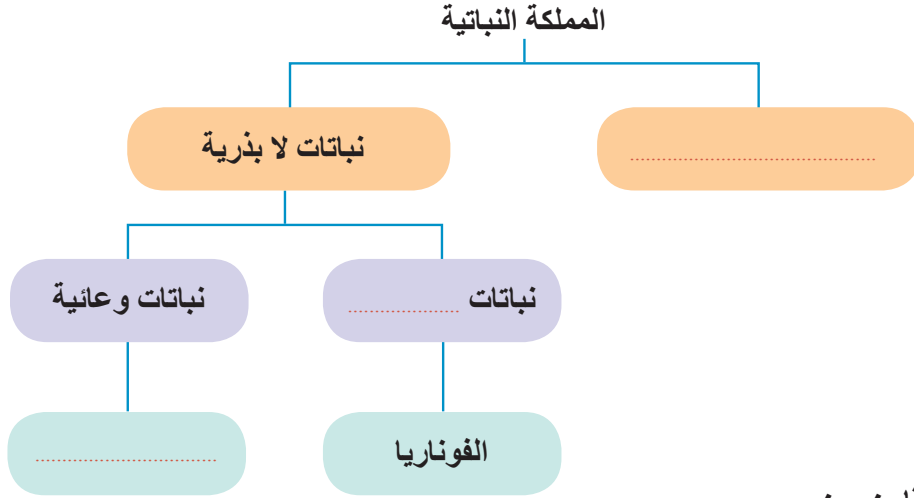 المملكة النباتية
................................
نباتات لا بذرية
نباتات ................
نباتات وعائية
الفوناريا
........................